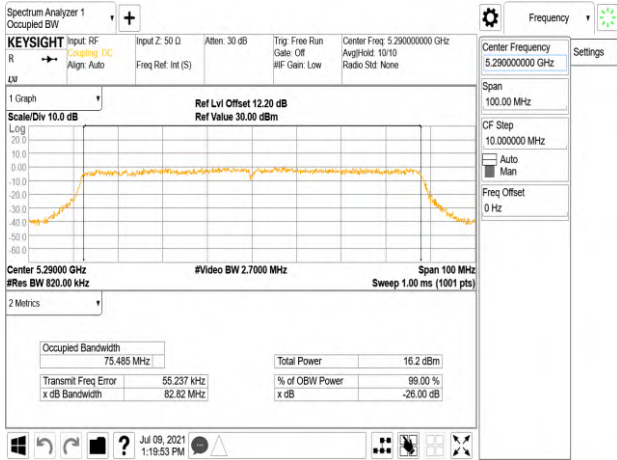 Spectrum Analyzer 1
Occupied BW
Frequency
KEYSIGHT
R
Input: RF
Coupling: DC
Align: Auto
Input Z: 50 Ω
Freq Ref: Int (S)
Atten: 30 dB
Trig: Free Run
Gate: Off
#IF Gain: Low
Center Freq: 5.290000000 GHz
Avg|Hold: 10/10
Radio Std: None
Center Frequency
5.290000000 GHz
Settings
Span
100.00 MHz
CF Step
10.000000 MHz
Auto
Man
Freq Offset
0 Hz
1 Graph
Scale/Div 10.0 dB
Ref Lvl Offset 12.20 dB
Ref Value 30.00 dBm
Log
20.0
10.0
0.00
-10.0
-20.0
-30.0
-40.0
-50.0
-60.0
Center 5.29000 GHz
#Res BW 820.00 kHz
#Video BW 2.7000 MHz
Span 100 MHz
Sweep 1.00 ms (1001 pts)
2 Metrics
Occupied Bandwidth
75.485 MHz
Total Power 16.2 dBm
Transmit Freq Error 55.237 kHz
% of OBW Power 99.00 %
x dB Bandwidth 82.82 MHz
x dB -26.00 dB
?
Jul 09, 2021
1:19:53 PM